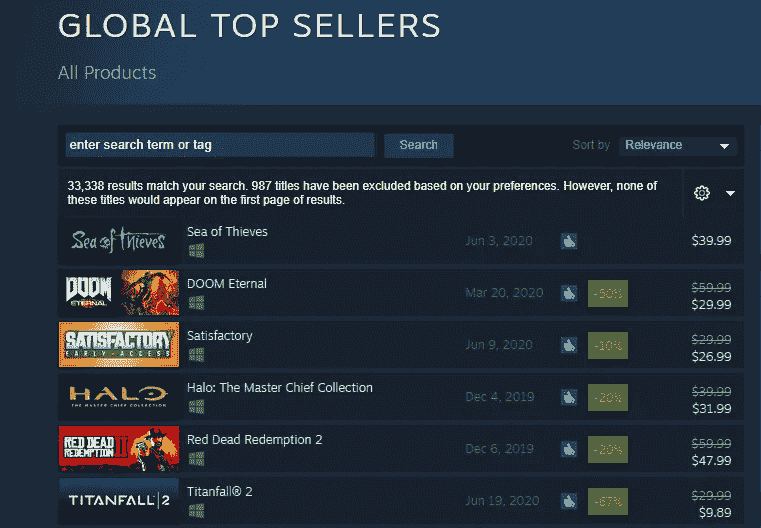 GLOBAL TOP SELLERS
All Products
enter search term or tag
Search
Sort by
Relevance
33,338 results match your search. 987 titles have been excluded based on your preferences. However, none of
these titles would appear on the first page of results.
Sea of Thieves
Sea of Thieves
Jun 3, 2020
$39.99
DOOM
ETERNAL
DOOM Eternal
Mar 20, 2020
-50%
$59.99
$29.99
SATISFACTORY
EARLY ACCESS
Satisfactory
Jun 9, 2020
-10%
$29.99
$26.99
HALO
THE MASTER CHIEF COLLECTION
Halo: The Master Chief Collection
Dec 4, 2019
-20%
$39.99
$31.99
RED DEAD
REDEMPTION II
Red Dead Redemption 2
Dec 6, 2019
-20%
$59.99
$47.99
TITANFALL 2
Titanfall® 2
Jun 19, 2020
-67%
$29.99
$9.89